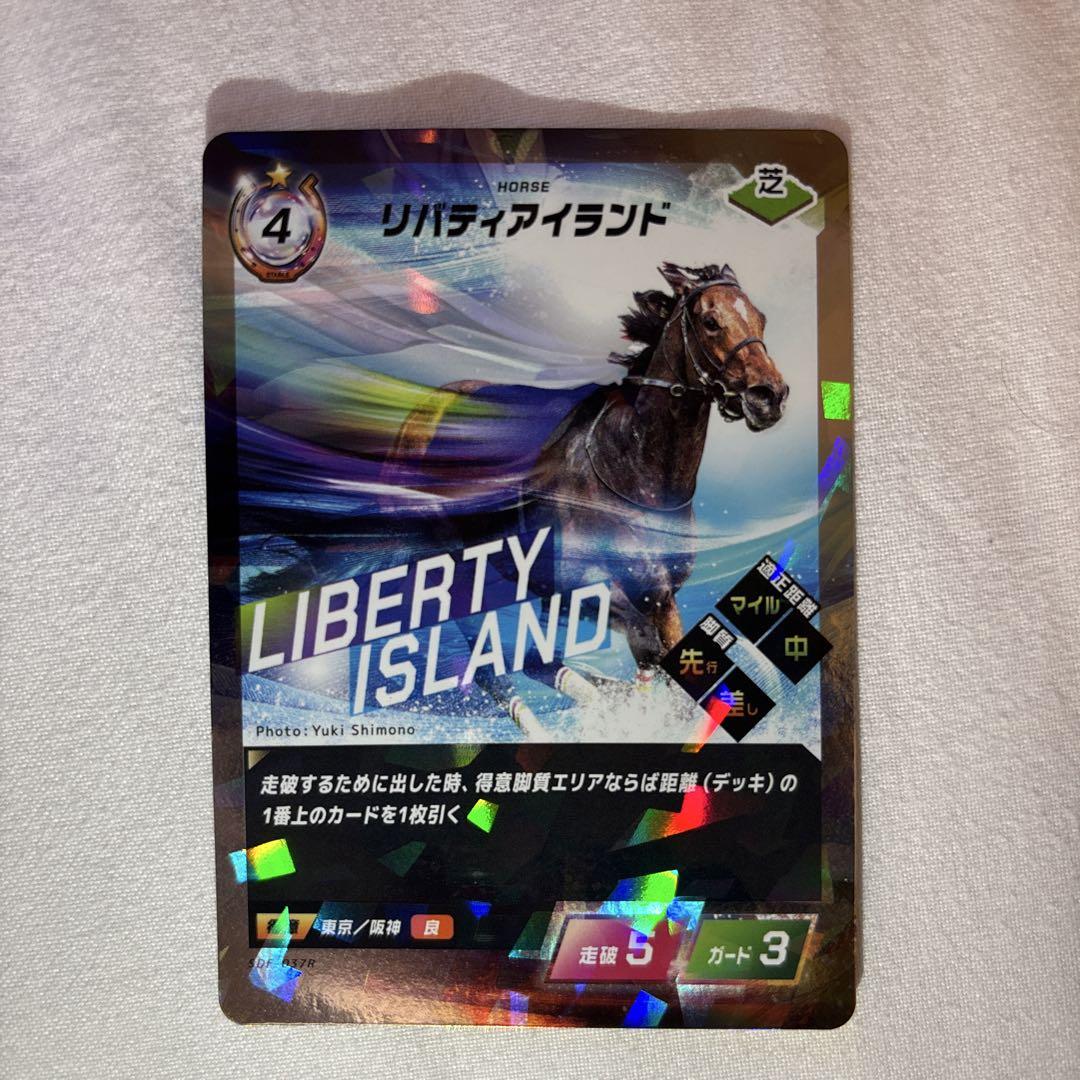 HORSE
リバティアイランド
4
STABLE
芝
LIBERTY
ISLAND
適正距離
マイル
中
脚質
先行
差し
Photo: Yuki Shimono
走破するために出した時、得意脚質エリアならば距離（デッキ）の
1番上のカードを1枚引く
東京／阪神 良
走破 5 ガード 3